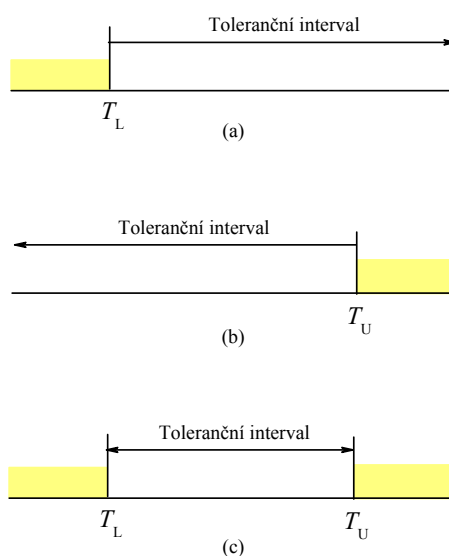 Toleranční interval
T_L
(a)
Toleranční interval
T_U
(b)
Toleranční interval
T_L T_U
(c)